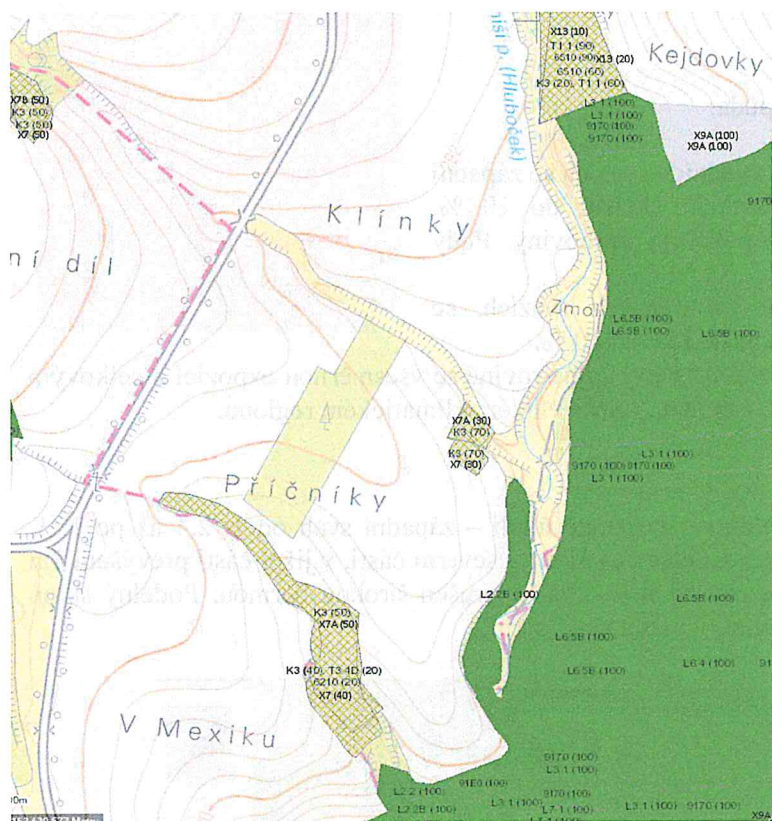 X13 (10)
T1.1 (90)
6510 (90)
X13 (20)
6510 (60)
K3 (20), T1.1 (60)
Kejdovky
p. (Hluboček)
L3.1 (100)
L3.1 (100)
9170 (100)
9170 (100)
X9A (100)
X9A (100)
X7B (50)
K3 (50)
K3 (50)
X7 (50)
9170
Klínky
ní díl
L6.5B (100)
L6.5B (100)
L6.5B (100)
X7A (30)
K3 (70)
K3 (70)
X7 (30)
L3.1 (100)
9170 (100)
9170 (100)
L3.1 (100)
Příčníky
L2.2B (100)
L6.5B (100)
K3 (50)
X7A (50)
L6.5B (100)
K3 (40), T3.4D (20)
6210 (20)
X7 (40)
L6.5B (100)
L6.4 (100)
91
V Mexiku
9170 (100)
L3.1 (100)
L2.2 (100)
91E0 (100)
9170 (100)
L2.2B (100)
L3.1 (100)
L7.1 (100)
L3.1 (100)
9170 (100)
X9A